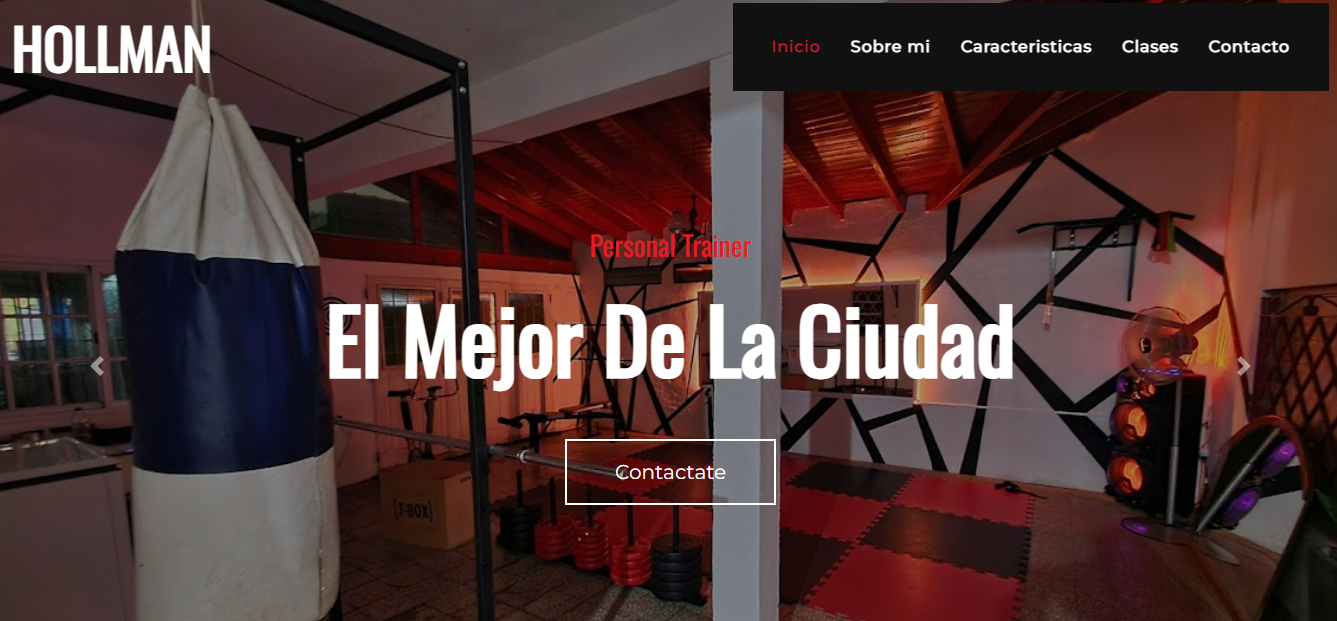 HOLLMAN
Inicio
Sobre mi
Caracteristicas
Clases
Contacto
Personal Trainer
El Mejor De La Ciudad
Contactate
[T-BOX]